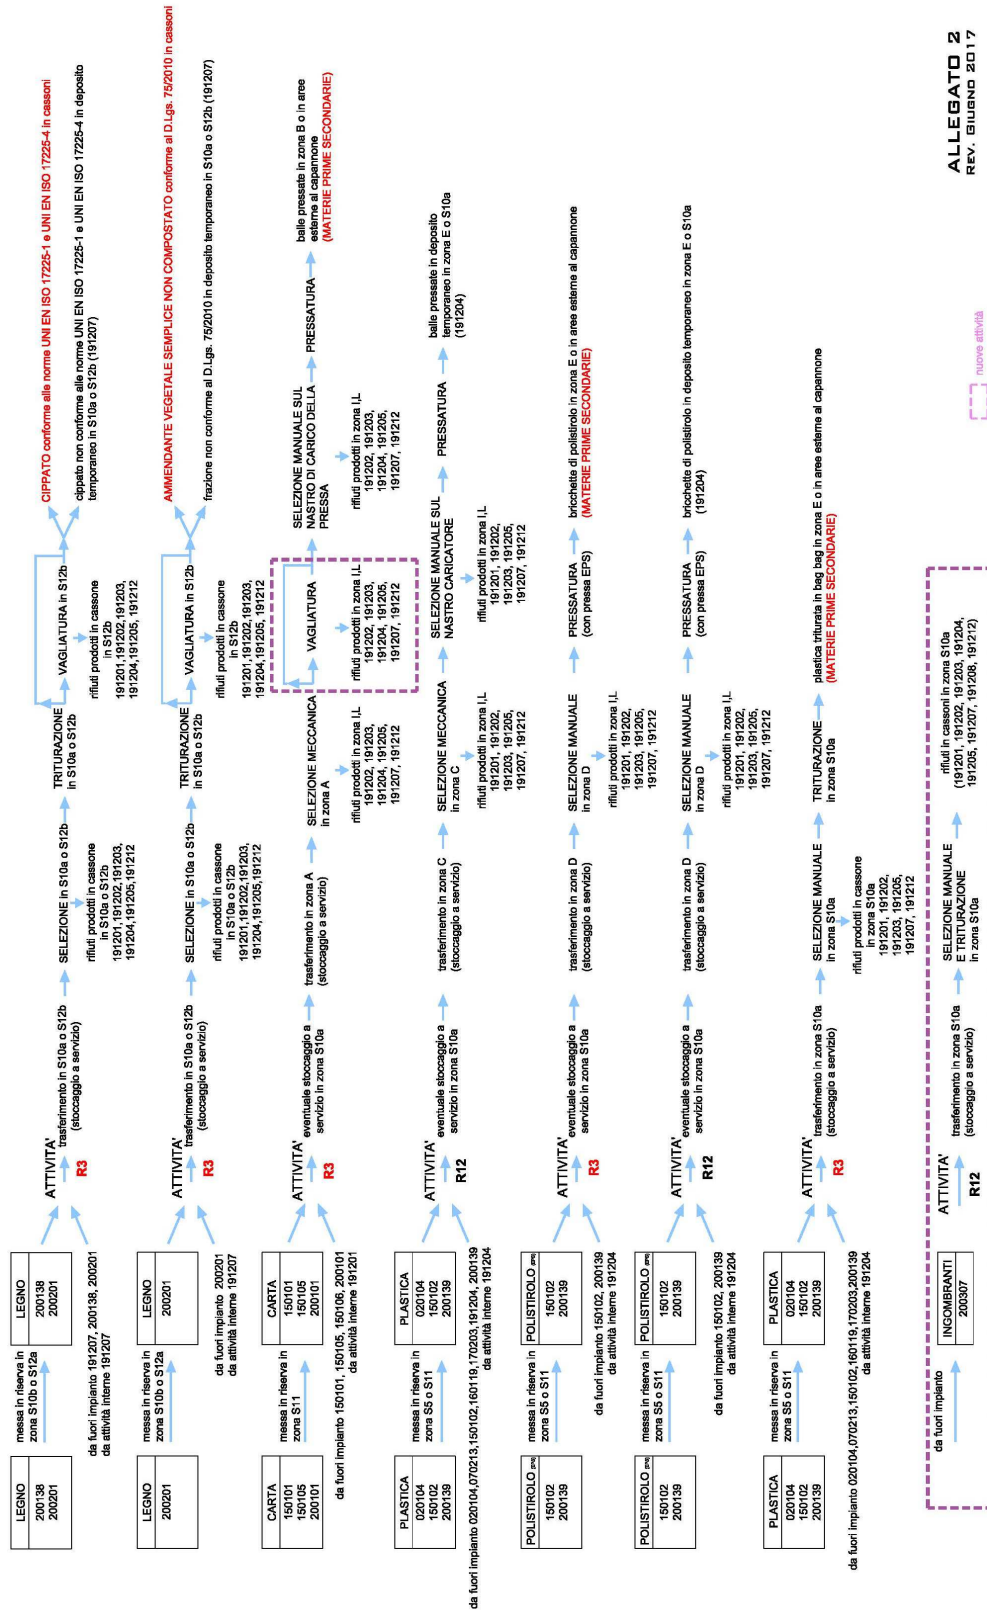 LEGNO
200138
200201
messa in riserva in
zona S10b o S12a
LEGNO
200138
200201
da fuori impianto 191207, 200138, 200201
da attività interne 191207
ATTIVITA'
R3
trasferimento in S10a o S12b
(stoccaggio a servizio)
SELEZIONE in S10a o S12b
rifiuti prodotti in cassone
in S10a o S12b
191201,191202,191203,
191204,191205,191212
TRITURAZIONE
in S10a o S12b
VAGLIATURA in S12b
rifiuti prodotti in cassone
in S12b
191201,191202,191203,
191204,191205, 191212
CIPPATO conforme alle norme UNI EN ISO 17225-1 e UNI EN ISO 17225-4 in cassoni
cippato non conforme alle norme UNI EN ISO 17225-1 e UNI EN ISO 17225-4 in deposito
temporaneo in S10a o S12b (191207)
LEGNO
200201
messa in riserva in
zona S10b o S12a
LEGNO
200201
da fuori impianto 200201
da attività interne 191207
ATTIVITA'
R3
trasferimento in S10a o S12b
(stoccaggio a servizio)
SELEZIONE in S10a o S12b
rifiuti prodotti in cassone
in S10a o S12b
191201,191202,191203,
191204,191205,191212
TRITURAZIONE
in S10a o S12b
VAGLIATURA in S12b
rifiuti prodotti in cassone
in S12b
191201,191202,191203,
191204,191205, 191212
AMMENDANTE VEGETALE SEMPLICE NON COMPOSTATO conforme al D.Lgs. 75/2010 in cassoni
frazione non conforme al D.Lgs. 75/2010 in deposito temporaneo in S10a o S12b (191207)
CARTA
150101
150105
200101
messa in riserva in
zona S11
CARTA
150101
150105
200101
da fuori impianto 150101, 150105, 150106, 200101
da attività interne 191201
ATTIVITA'
R3
eventuale stoccaggio a
servizio in zona S10a
trasferimento in zona A
(stoccaggio a servizio)
SELEZIONE MECCANICA
in zona A
rifiuti prodotti in zona I,L
191202, 191203,
191204, 191205,
191207, 191212
VAGLIATURA
rifiuti prodotti in zona I,L
191202, 191203,
191204, 191205,
191207, 191212
SELEZIONE MANUALE SUL
NASTRO DI CARICO DELLA
PRESSA
rifiuti prodotti in zona I,L
191202, 191203,
191204, 191205,
191207, 191212
PRESSATURA
balle pressate in zona B o in aree
esterne al capannone
(MATERIE PRIME SECONDARIE)
PLASTICA
020104
150102
200139
messa in riserva in
zona S5 o S11
PLASTICA
020104
150102
200139
da fuori impianto 020104,070213,150102,160119,170203,191204, 200139
da attività interne 191204
ATTIVITA'
R12
eventuale stoccaggio a
servizio in zona S10a
trasferimento in zona C
(stoccaggio a servizio)
SELEZIONE MECCANICA
in zona C
rifiuti prodotti in zona I,L
191201, 191202,
191203, 191205,
191207, 191212
SELEZIONE MANUALE SUL
NASTRO CARICATORE
rifiuti prodotti in zona I,L
191201, 191202,
191203, 191205,
191207, 191212
PRESSATURA
balle pressate in deposito
temporaneo in zona E o S10a
(191204)
POLISTIROLO
150102
200139
messa in riserva in
zona S5 o S11
POLISTIROLO
150102
200139
da fuori impianto 150102, 200139
da attività interne 191204
ATTIVITA'
R3
eventuale stoccaggio a
servizio in zona S10a
trasferimento in zona D
(stoccaggio a servizio)
SELEZIONE MANUALE
in zona D
rifiuti prodotti in zona I,L
191201, 191202,
191203, 191205,
191207, 191212
PRESSATURA
(con pressa EPS)
bricchette di polistirolo in zona E o in aree esterne al capannone
(MATERIE PRIME SECONDARIE)
POLISTIROLO
150102
200139
messa in riserva in
zona S5 o S11
POLISTIROLO
150102
200139
da fuori impianto 150102, 200139
da attività interne 191204
ATTIVITA'
R12
eventuale stoccaggio a
servizio in zona S10a
trasferimento in zona D
(stoccaggio a servizio)
SELEZIONE MANUALE
in zona D
rifiuti prodotti in zona I,L
191201, 191202,
191203, 191205,
191207, 191212
PRESSATURA
(con pressa EPS)
bricchette di polistirolo in deposito temporaneo in zona E o S10a
(191204)
PLASTICA
020104
150102
200139
messa in riserva in
zona S5 o S11
PLASTICA
020104
150102
200139
da fuori impianto 020104,070213,150102,160119,170203,200139
da attività interne 191204
ATTIVITA'
R3
trasferimento in zona S10a
(stoccaggio a servizio)
SELEZIONE MANUALE
in zona S10a
rifiuti prodotti in cassone
in zona S10a
191201, 191202,
191203, 191205,
191207, 191212
TRITURAZIONE
in zona S10a
plastica triturata in bag bag in zona E o in aree esterne al capannone
(MATERIE PRIME SECONDARIE)
da fuori impianto
INGOMBRANTI
200307
ATTIVITA'
R12
trasferimento in zona S10a
(stoccaggio a servizio)
SELEZIONE MANUALE
E TRITURAZIONE
in zona S10a
rifiuti in cassoni in zona S10a
(191201, 191202, 191203, 191204,
191205, 191207, 191208, 191212)
nuove attività
ALLEGATO 2
REV. GIUGNO 2017